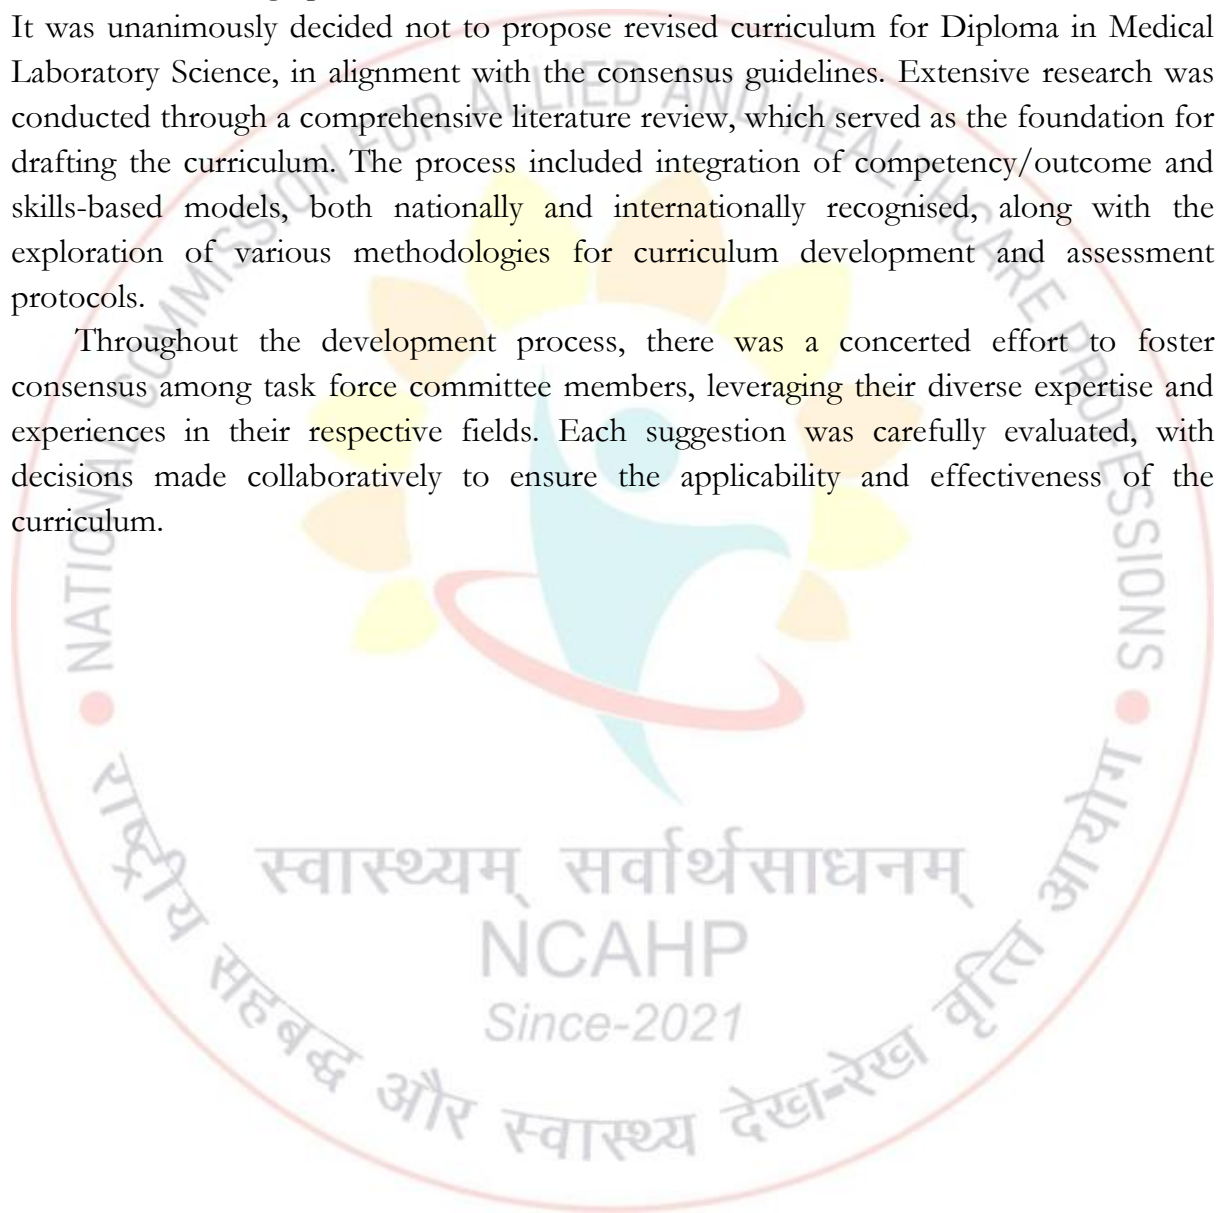 It was unanimously decided not to propose revised curriculum for Diploma in Medical
Laboratory Science, in alignment with the consensus guidelines. Extensive research was
conducted through a comprehensive literature review, which served as the foundation for
drafting the curriculum. The process included integration of competency/outcome and
skills-based models, both nationally and internationally recognised, along with the
exploration of various methodologies for curriculum development and assessment
protocols.
Throughout the development process, there was a concerted effort to foster
consensus among task force committee members, leveraging their diverse expertise and
experiences in their respective fields. Each suggestion was carefully evaluated, with
decisions made collaboratively to ensure the applicability and effectiveness of the
curriculum.
NATIONAL COMMISSION FOR ALLIED AND HEALTHCARE PROFESSIONS
स्वास्थ्यम् सर्वार्थसाधनम्
NCAHP
Since-2021
राष्ट्रीय सहबद्ध और स्वास्थ्य देख-रेख वृत्ति आयोग